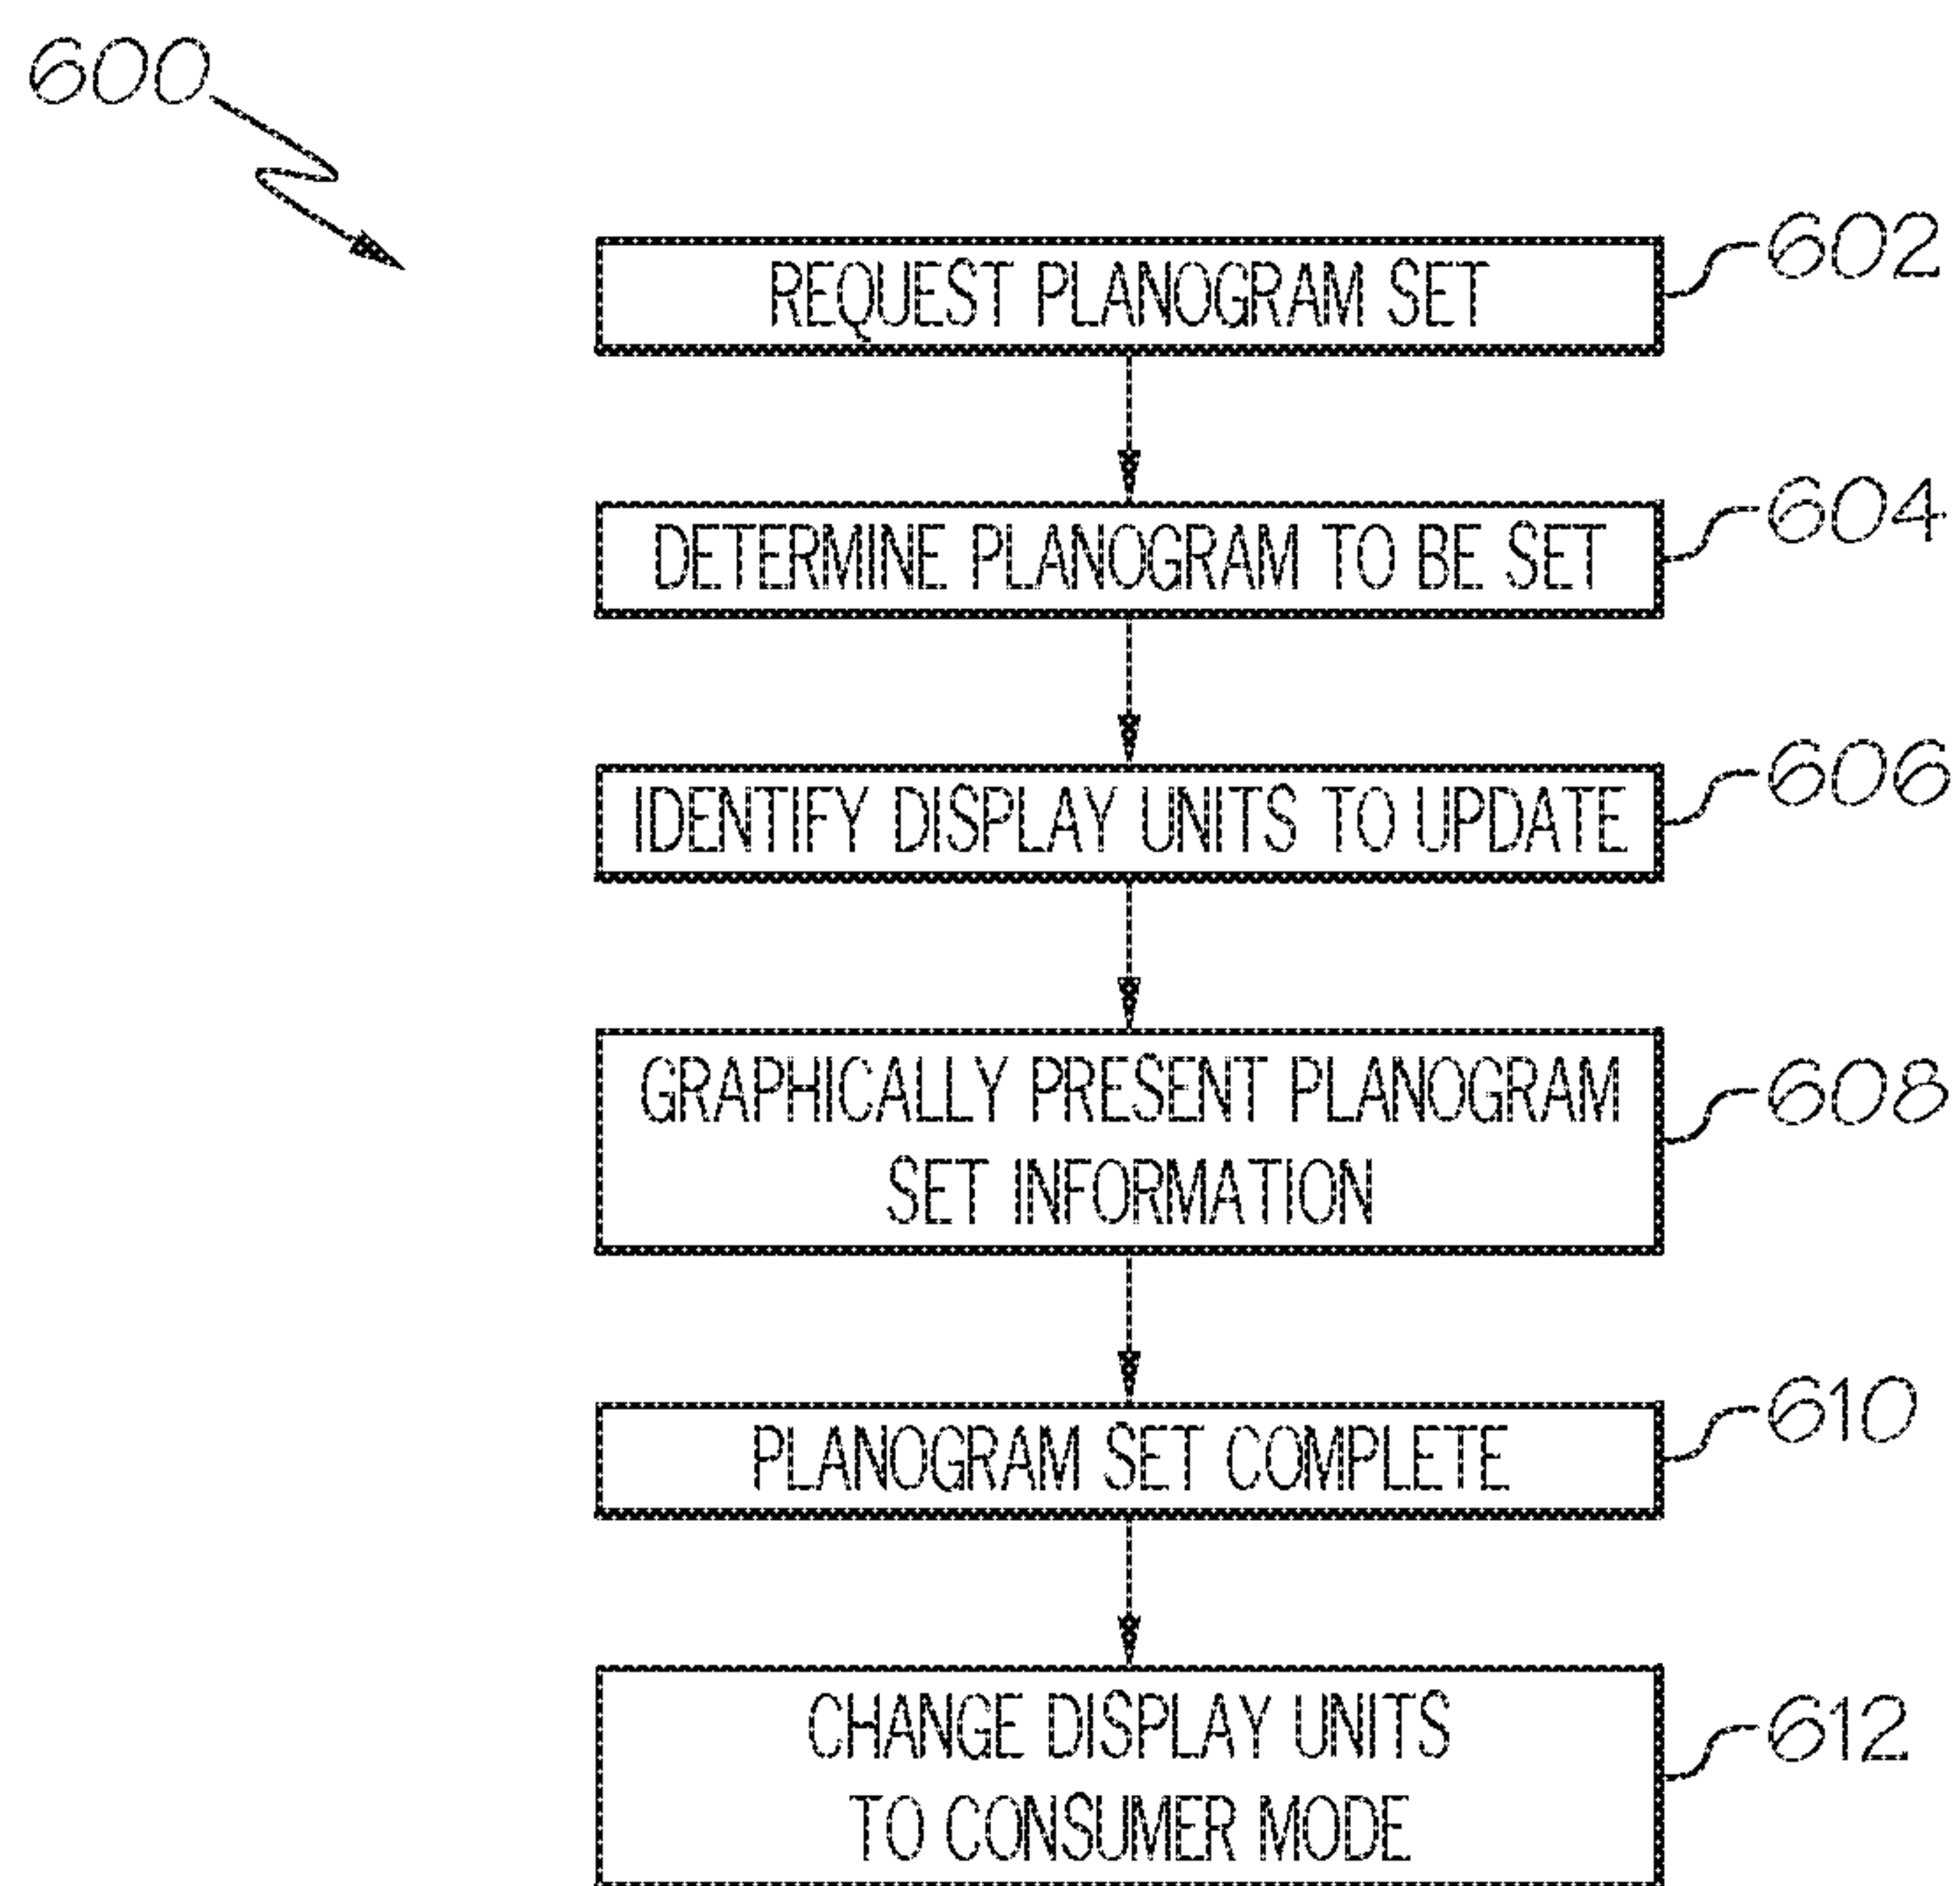 600
REQUEST PLANOGRAM SET
602
DETERMINE PLANOGRAM TO BE SET
604
IDENTIFY DISPLAY UNITS TO UPDATE
606
GRAPHICALLY PRESENT PLANOGRAM
SET INFORMATION
608
PLANOGRAM SET COMPLETE
610
CHANGE DISPLAY UNITS
TO CONSUMER MODE
612